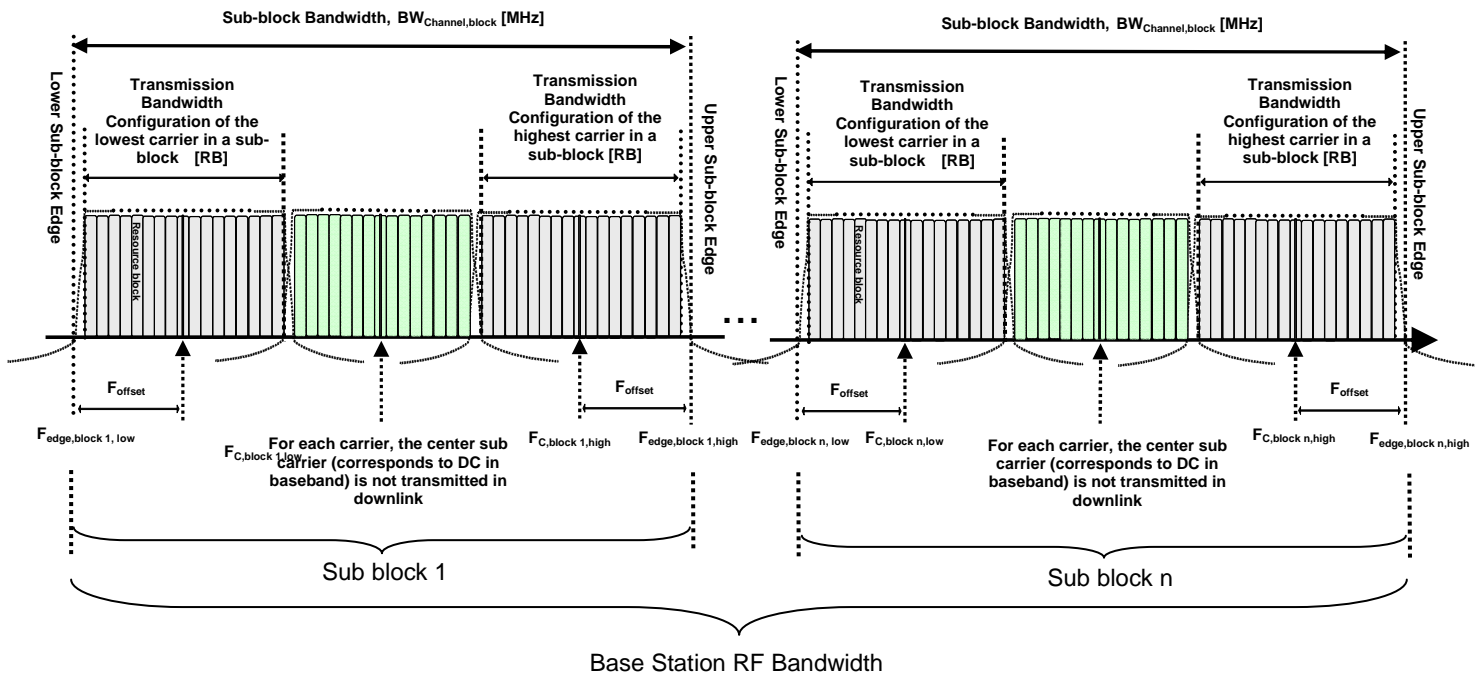 Sub-block Bandwidth, BWChannel,block [MHz]
Lower Sub-block Edge
Transmission
Bandwidth
Configuration of the
lowest carrier in a sub-
block [RB]
Transmission
Bandwidth
Configuration of
the highest carrier
in a sub-block [RB]
Upper Sub-block Edge
Resource block
Foffset
Foffset
Fedge,block 1, low
FC,block 1,low
For each carrier, the center sub
carrier (corresponds to DC in
baseband) is not transmitted in
downlink
FC,block 1,high
Fedge,block 1,high
Sub block 1
...
Sub-block Bandwidth, BWChannel,block [MHz]
Lower Sub-block Edge
Transmission
Bandwidth
Configuration of the
lowest carrier in
a sub-block [RB]
Transmission
Bandwidth
Configuration of the
highest carrier in a
sub-block [RB]
Upper Sub-block Edge
Resource block
Foffset
Foffset
Fedge,block n, low
FC,block n,low
For each carrier, the center sub
carrier (corresponds to DC in
baseband) is not transmitted in
downlink
FC,block n,high
Fedge,block n,high
Sub block n
Base Station RF Bandwidth